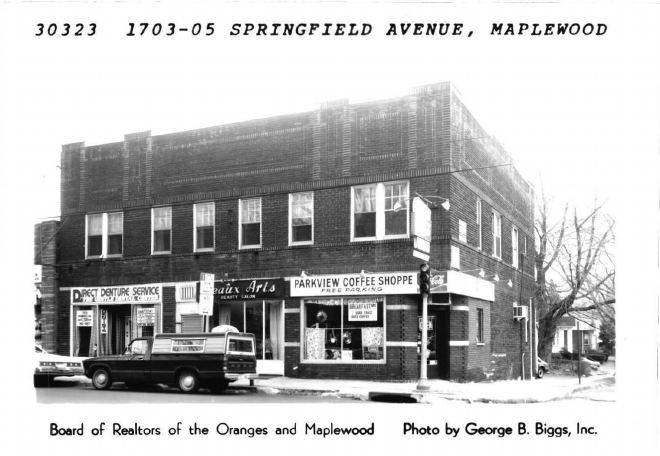 30323 1703-05 SPRINGFIELD AVENUE, MAPLEWOOD
DIRECT DENTURE SERVICE
Beaux Arts
BEAUTY SALON
PARKVIEW COFFEE SHOPPE
FREE PARKING
Board of Realtors of the Oranges and Maplewood Photo by George B. Biggs, Inc.